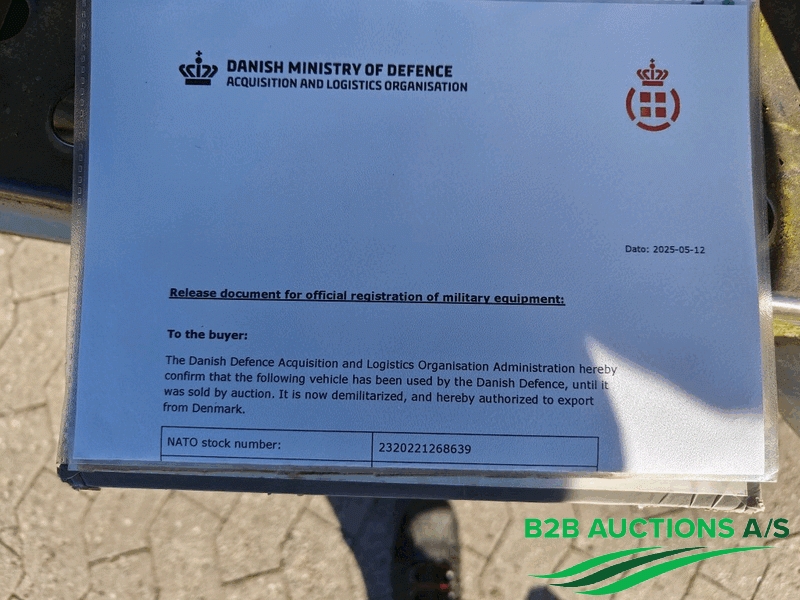 DANISH MINISTRY OF DEFENCE
ACQUISITION AND LOGISTICS ORGANISATION
Dato: 2025-05-12
Release document for official registration of military equipment:
To the buyer:
The Danish Defence Acquisition and Logistics Organisation Administration hereby
confirm that the following vehicle has been used by the Danish Defence, until it
was sold by auction. It is now demilitarized, and hereby authorized to export
from Denmark.
NATO stock number: 2320221268639
B2B AUCTIONS A/S